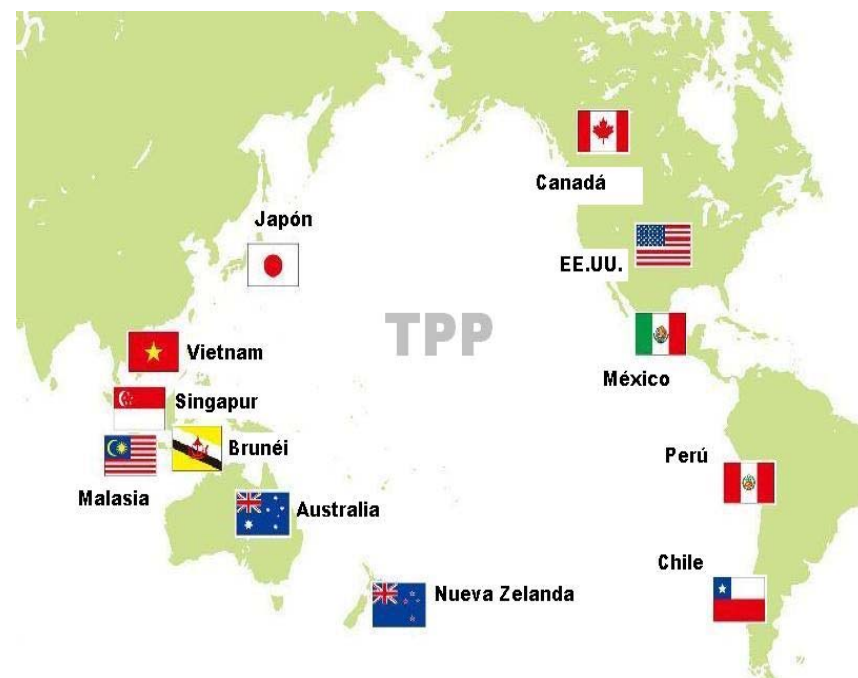 Canadá
Japón
EE.UU.
TPP
Vietnam
México
Singapur
Brunéi
Perú
Malasia
Australia
Chile
Nueva Zelanda